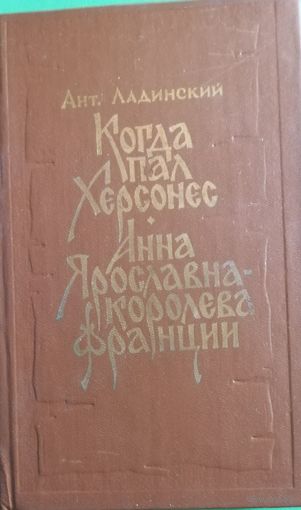 Ант. Ладинский
Когда
пал
Херсонес
·
Анна
Ярославна-
королева
Франции